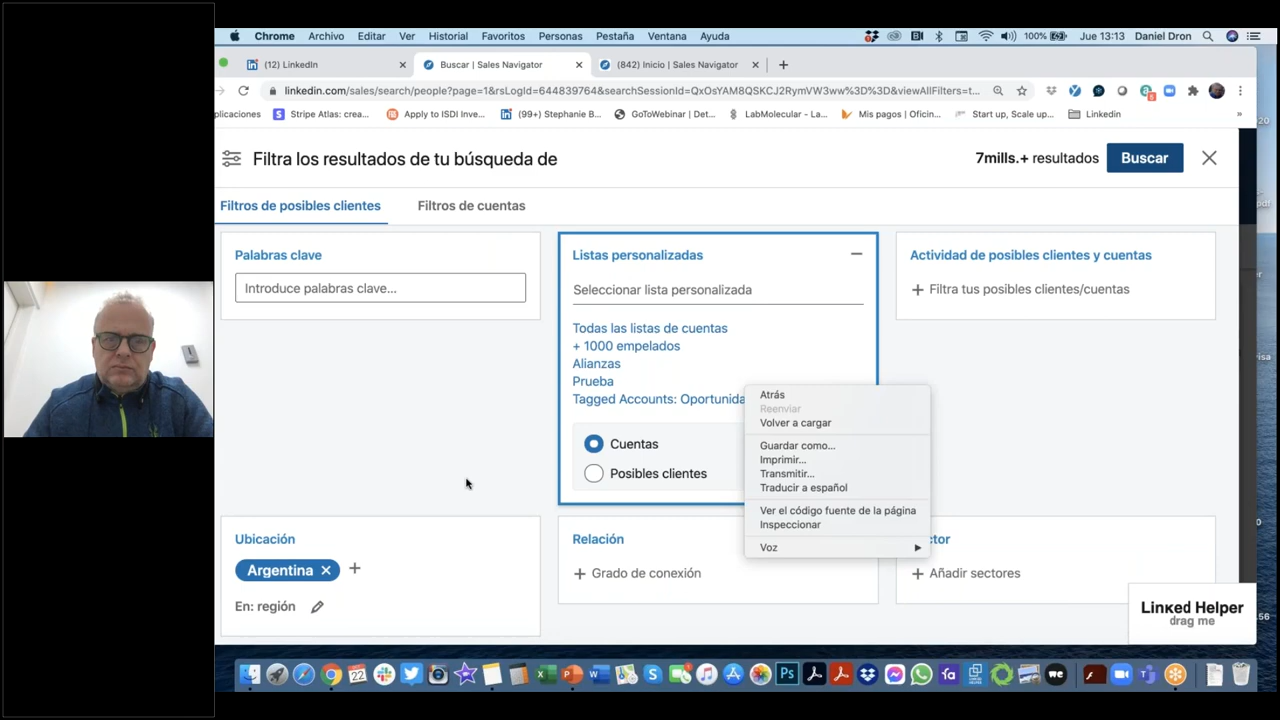 Chrome Archivo Editar Ver Historial Favoritos Personas Pestaña Ventana Ayuda 100% Jue 13:13 Daniel Dron
(12) LinkedIn Buscar | Sales Navigator (842) Inicio | Sales Navigator
linkedin.com/sales/search/people?page=1&rsLogId=644839764&searchSessionId=QxOsYAM8QSKCJ2RymVW3ww%3D%3D&viewAllFilters=t...
plicaciones Stripe Atlas: crea... Apply to ISDI Inve... (99+) Stephanie B... GoToWebinar | Det... LabMolecular - La... Mis pagos | Oficin... Start up, Scale up... Linkedin »
Filtra los resultados de tu búsqueda de
7mills.+ resultados Buscar
Filtros de posibles clientes Filtros de cuentas
Palabras clave
Introduce palabras clave...
Listas personalizadas
Seleccionar lista personalizada
Todas las listas de cuentas
+ 1000 empelados
Alianzas
Prueba
Tagged Accounts: Oportunida
Cuentas
Posibles clientes
Actividad de posibles clientes y cuentas
+ Filtra tus posibles clientes/cuentas
Atrás
Reenviar
Volver a cargar
Guardar como...
Imprimir...
Transmitir...
Traducir a español
Ver el código fuente de la página
Inspeccionar
Voz
Ubicación
Argentina
En: región
Relación
+ Grado de conexión
ctor
+ Añadir sectores
Linked Helper
drag me